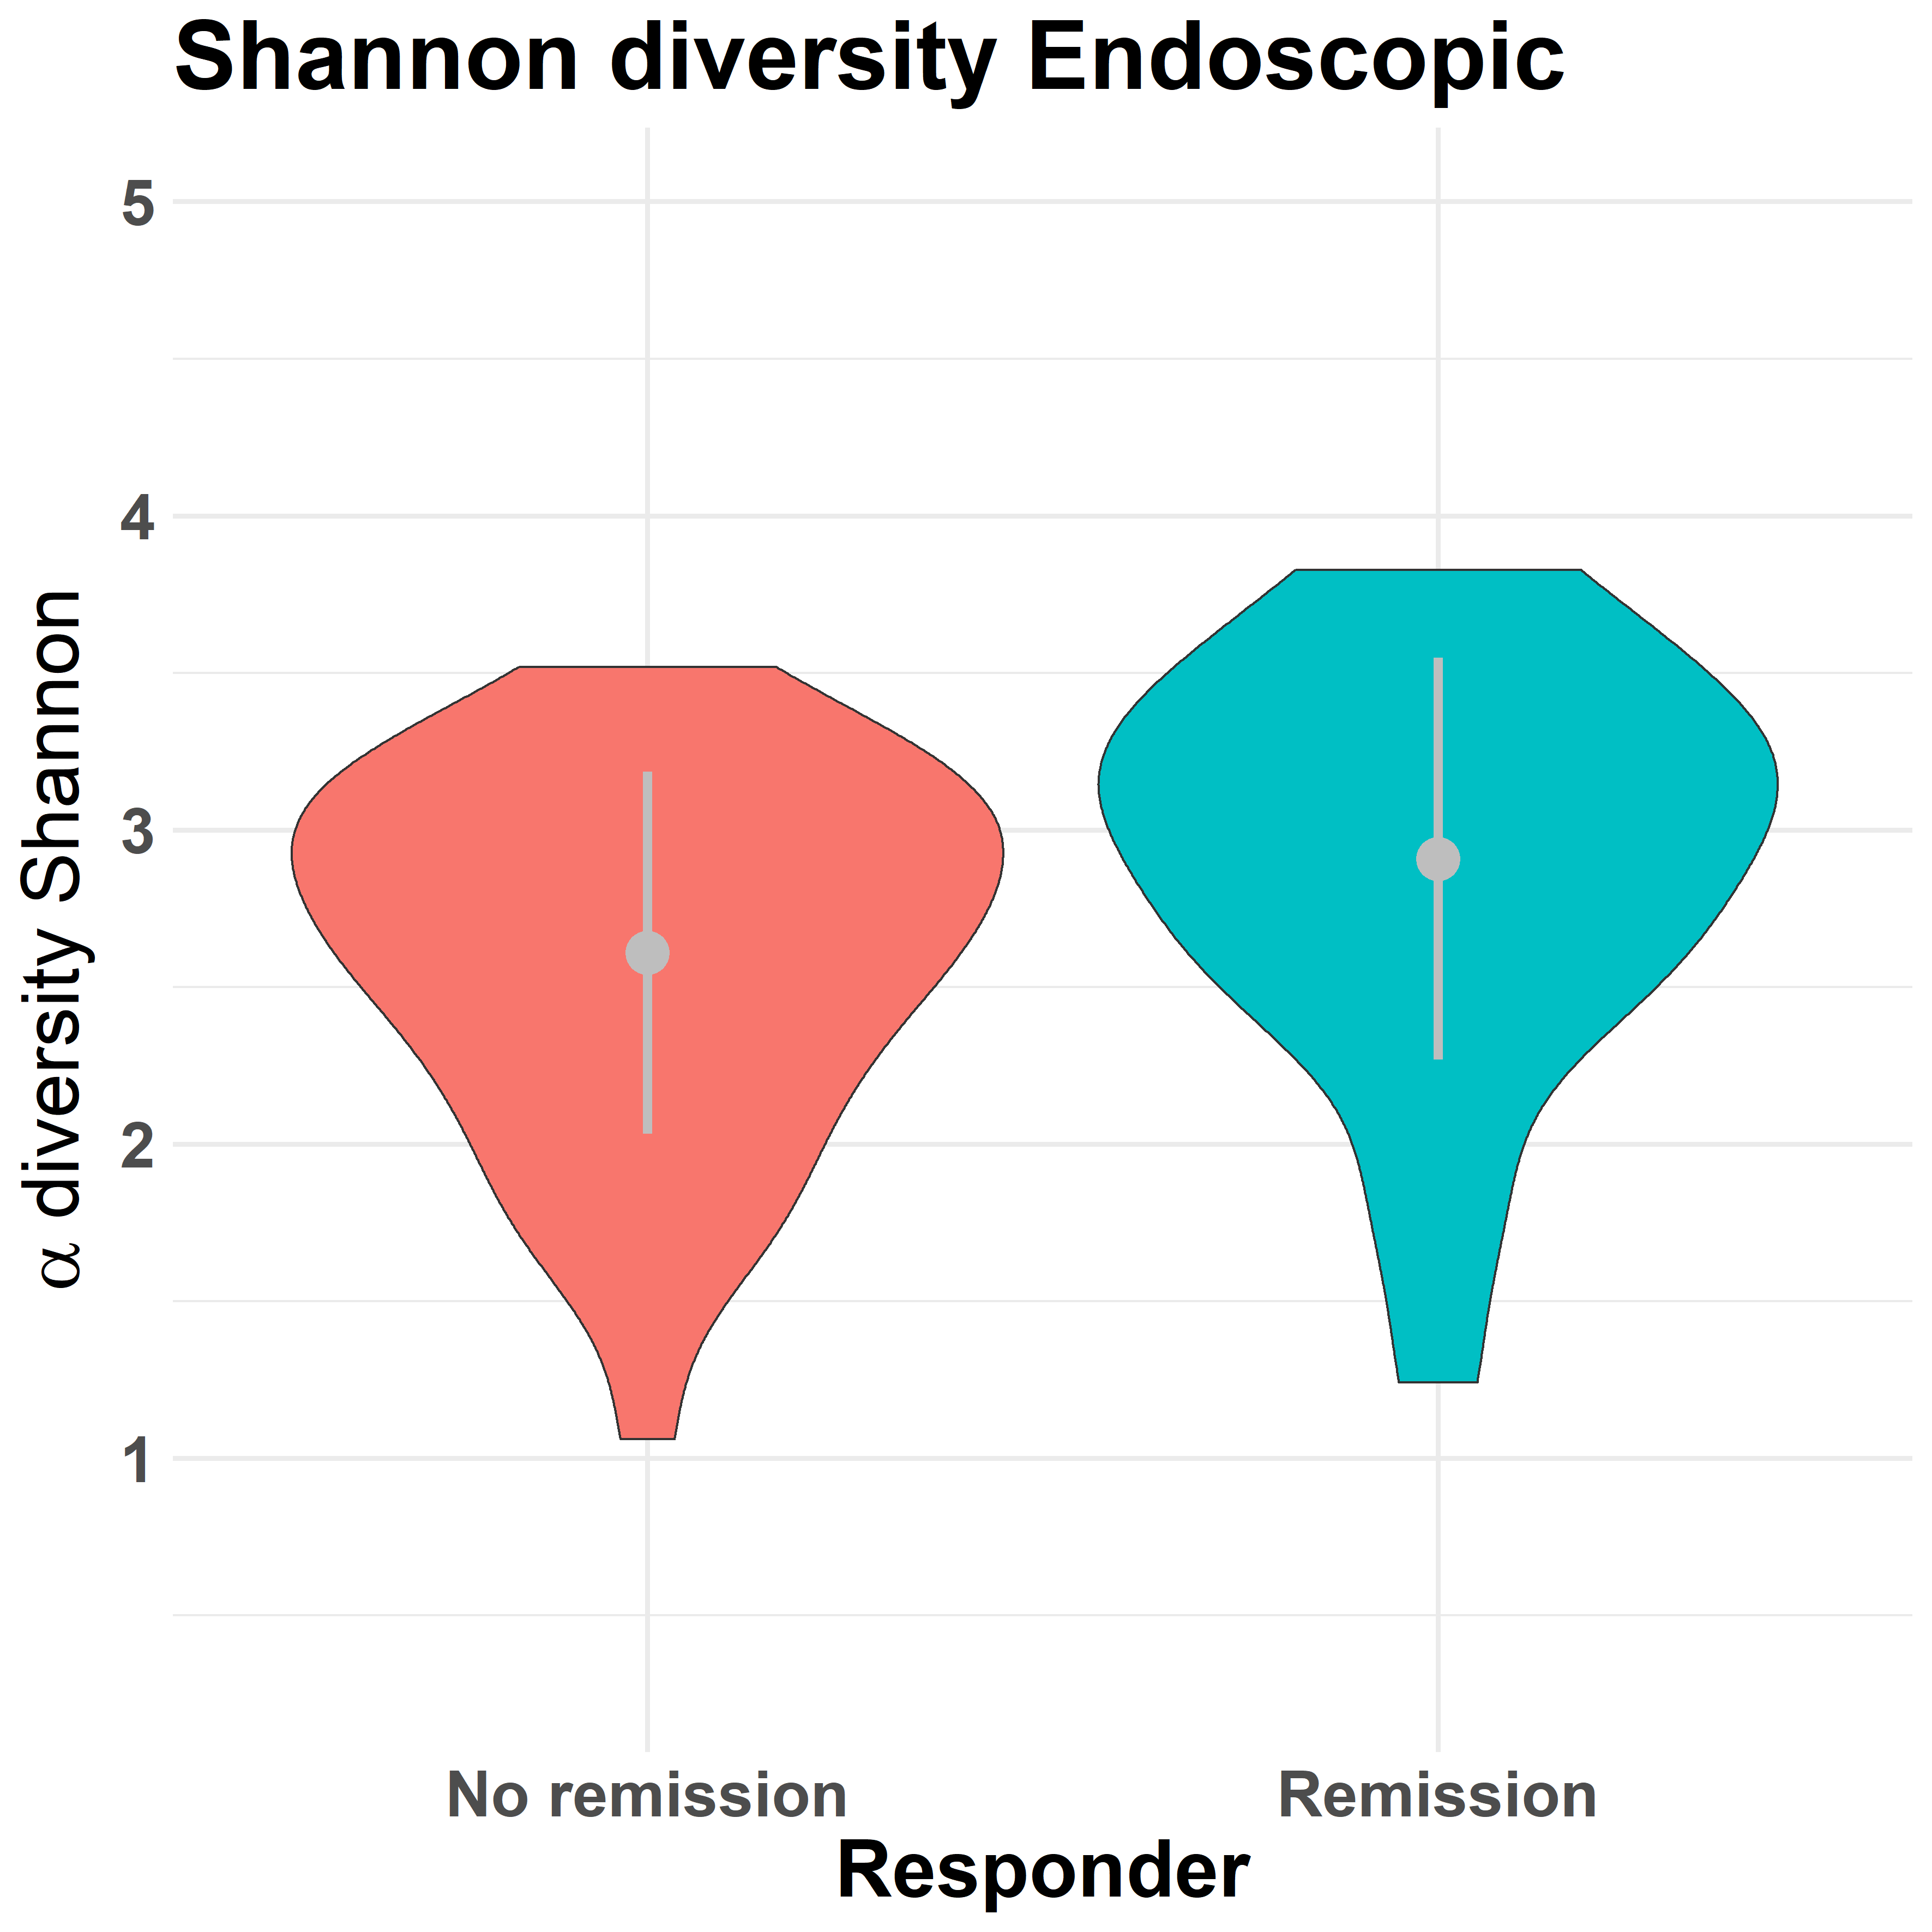 Shannon diversity Endoscopic
α diversity Shannon
5
4
3
2
1
No remission
Remission
Responder